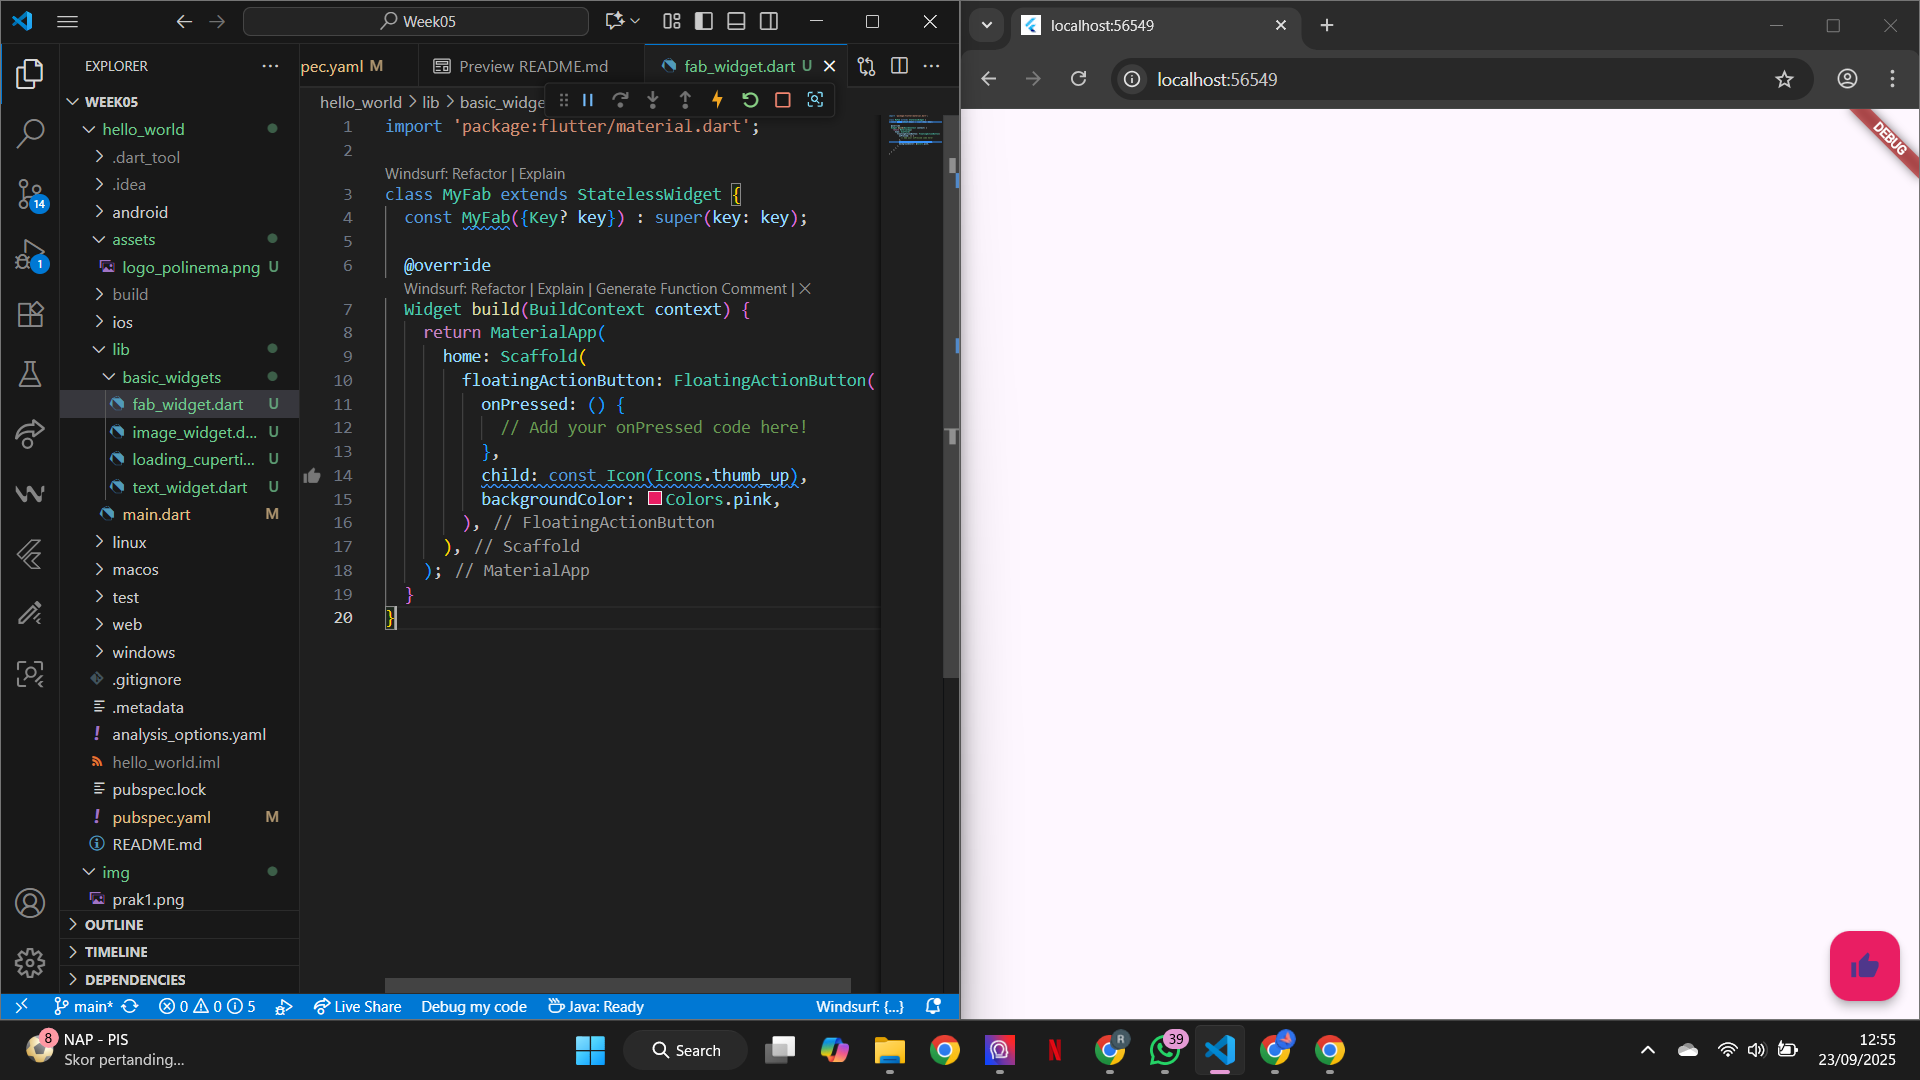 Week05
EXPLORER
WEEK05
hello_world
.dart_tool
.idea
android
assets
logo_polinema.png U
build
ios
lib
basic_widgets
fab_widget.dart U
image_widget.d... U
loading_cuperti... U
text_widget.dart U
main.dart M
linux
macos
test
web
windows
.gitignore
.metadata
analysis_options.yaml
hello_world.iml
pubspec.lock
pubspec.yaml M
README.md
img
prak1.png
OUTLINE
TIMELINE
DEPENDENCIES
14
1
pec.yaml M
Preview README.md
fab_widget.dart U
hello_world > lib > basic_widge
1 import 'package:flutter/material.dart';
2
Windsurf: Refactor | Explain
3 class MyFab extends StatelessWidget {
4 const MyFab({Key? key}) : super(key: key);
5
6 @override
Windsurf: Refactor | Explain | Generate Function Comment | ×
7 Widget build(BuildContext context) {
8 return MaterialApp(
9 home: Scaffold(
10 floatingActionButton: FloatingActionButton(
11 onPressed: () {
12 // Add your onPressed code here!
13 },
14 child: const Icon(Icons.thumb_up),
15 backgroundColor: Colors.pink,
16 ), // FloatingActionButton
17 ), // Scaffold
18 ); // MaterialApp
19 }
20 }
main* 0 0 5 Live Share Debug my code Java: Ready Windsurf: {...}
localhost:56549
localhost:56549
DEBUG
8
NAP - PIS
Skor pertanding...
Search
R
39
12:55
23/09/2025